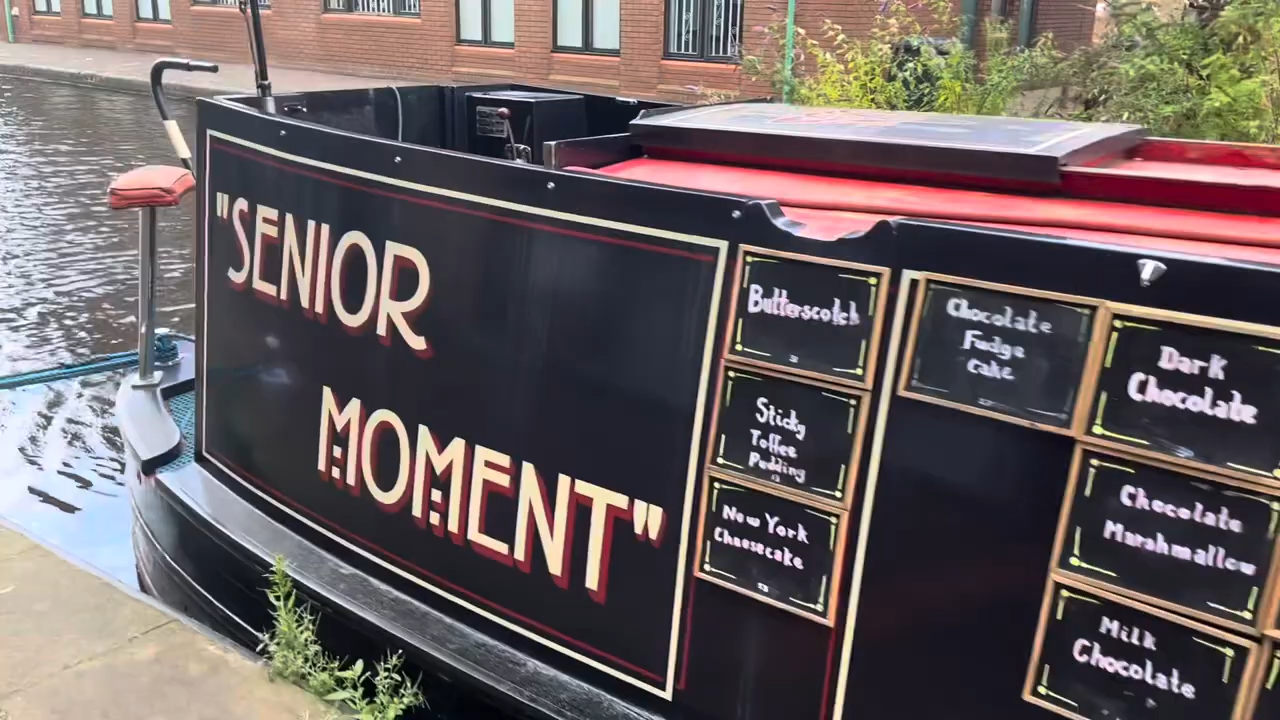 "SENIOR
MOMENT"
Butterscotch
Sticky
Toffee
Pudding
New York
Cheesecake
Chocolate
Fudge
Cake
Dark
Chocolate
Chocolate
Marshmallow
Milk
Chocolate